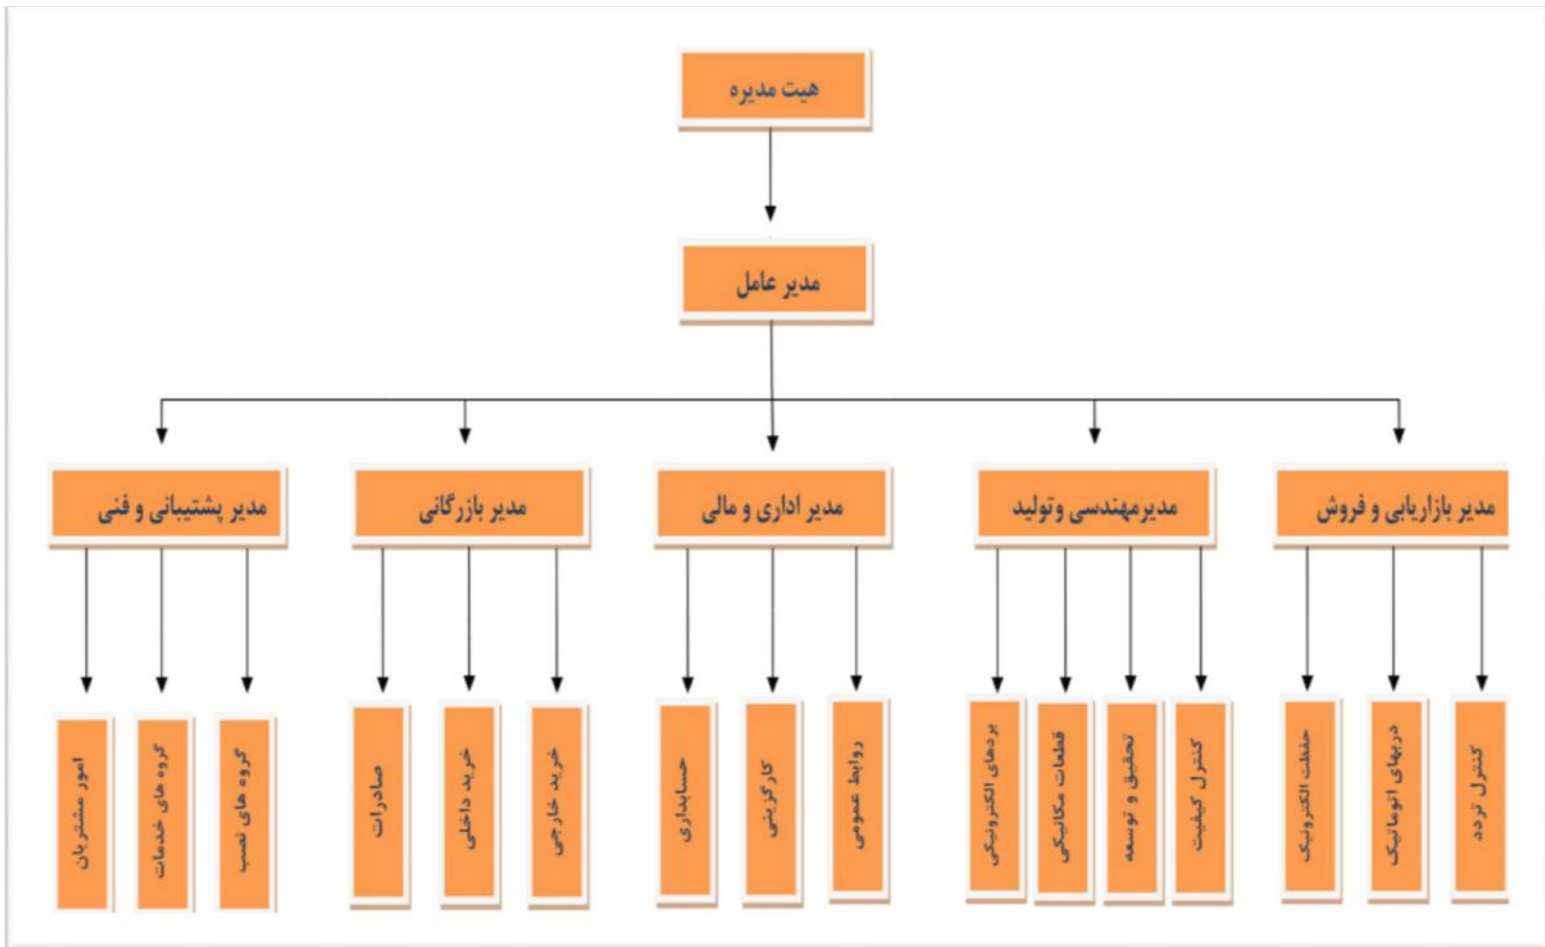 هیت مدیره
مدیر عامل
مدیر بازاریابی و فروش
مدیرمهندسی وتولید
مدیر اداری و مالی
مدیر بازرگانی
مدیر پشتیبانی و فنی
کنترل تردد
دربهای اتوماتیک
حفظت الکترونیک
کنترل کیفیت
تحقیق و توسعه
قطعات مکانیکی
بردهای الکترونیکی
روابط عمومی
کارگزینی
حسابداری
خرید خارجی
خرید داخلی
صادرات
گروه های نصب
گروه های خدمات
امور مشتریان